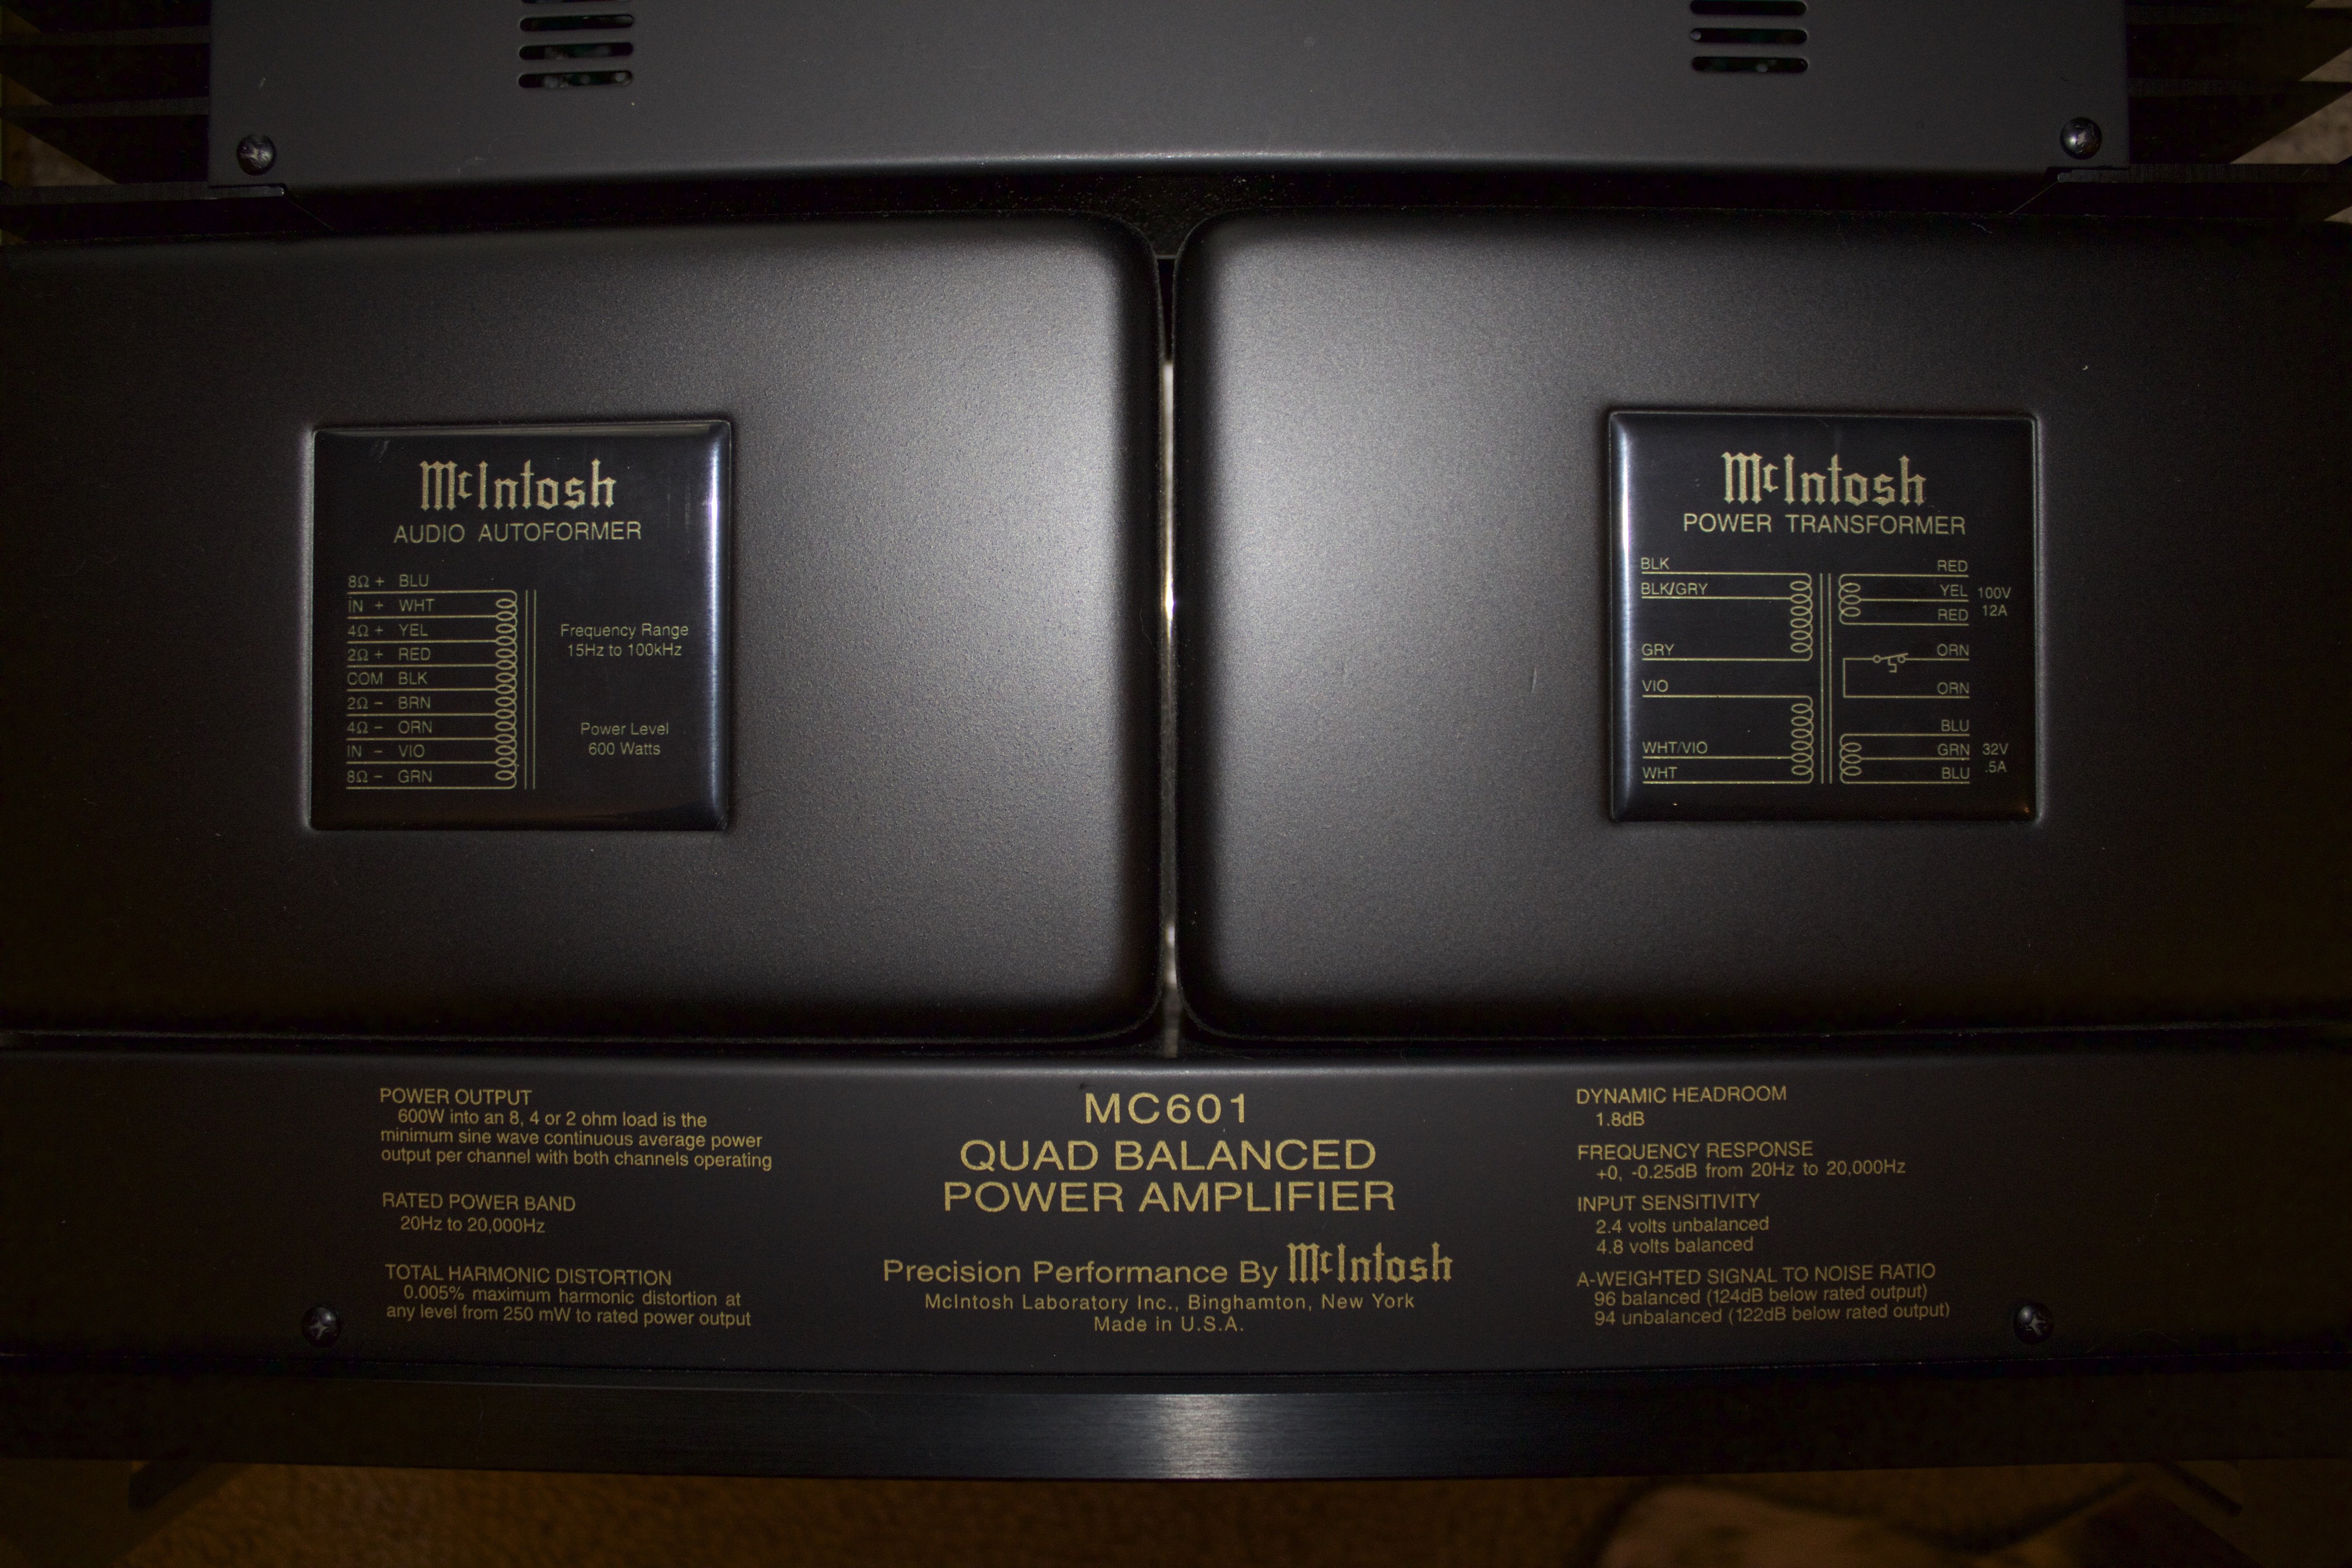 McIntosh
AUDIO AUTOFORMER
8Ω + BLU
IN + WHT
4Ω + YEL
2Ω + RED
COM BLK
2Ω - BRN
4Ω - ORN
IN - VIO
8Ω - GRN
Frequency Range
15Hz to 100kHz
Power Level
600 Watts
McIntosh
POWER TRANSFORMER
BLK
BLK/GRY
GRY
VIO
WHT/VIO
WHT
RED
YEL
RED
100V
12A
ORN
ORN
BLU
GRN
BLU
32V
.5A
POWER OUTPUT
600W into an 8, 4 or 2 ohm load is the
minimum sine wave continuous average power
output per channel with both channels operating
RATED POWER BAND
20Hz to 20,000Hz
TOTAL HARMONIC DISTORTION
0.005% maximum harmonic distortion at
any level from 250 mW to rated power output
MC601
QUAD BALANCED
POWER AMPLIFIER
Precision Performance By McIntosh
McIntosh Laboratory Inc., Binghamton, New York
Made in U.S.A.
DYNAMIC HEADROOM
1.8dB
FREQUENCY RESPONSE
+0, -0.25dB from 20Hz to 20,000Hz
INPUT SENSITIVITY
2.4 volts unbalanced
4.8 volts balanced
A-WEIGHTED SIGNAL TO NOISE RATIO
96 balanced (124dB below rated output)
94 unbalanced (122dB below rated output)